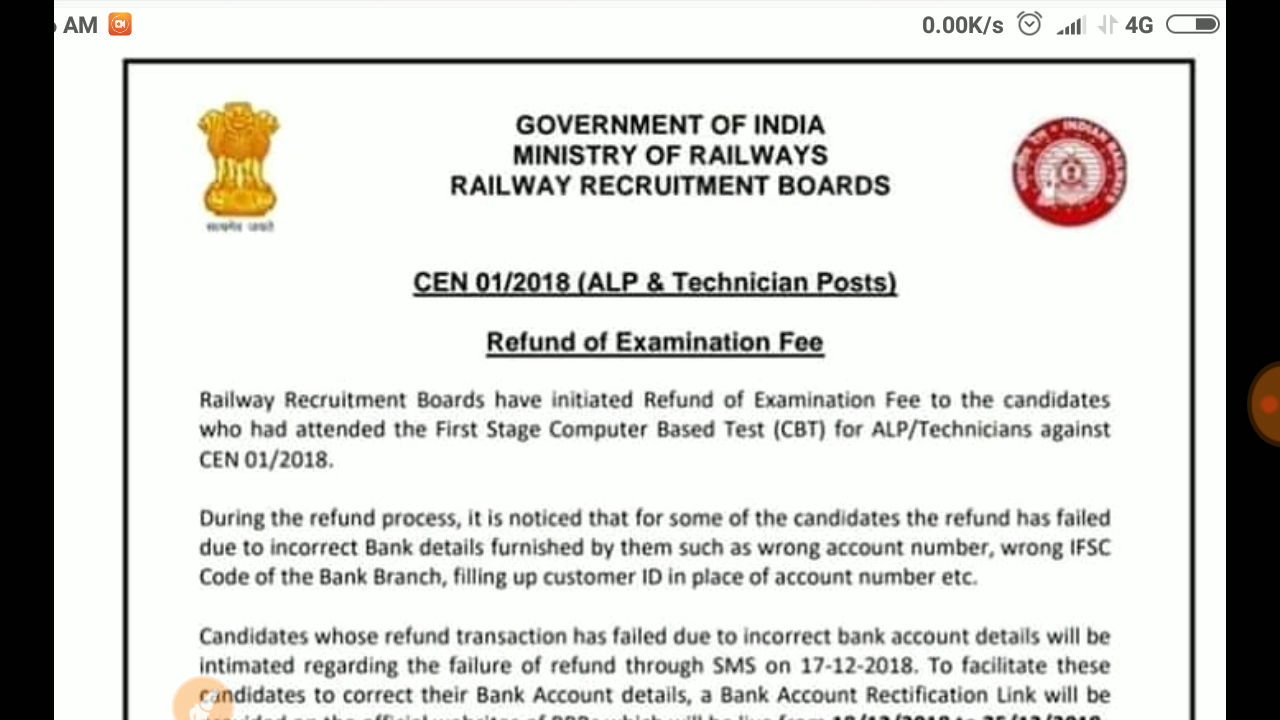 AM
0.00K/s 4G
GOVERNMENT OF INDIA
MINISTRY OF RAILWAYS
RAILWAY RECRUITMENT BOARDS
सत्यमेव जयते
CEN 01/2018 (ALP & Technician Posts)
Refund of Examination Fee
Railway Recruitment Boards have initiated Refund of Examination Fee to the candidates
who had attended the First Stage Computer Based Test (CBT) for ALP/Technicians against
CEN 01/2018.
During the refund process, it is noticed that for some of the candidates the refund has failed
due to incorrect Bank details furnished by them such as wrong account number, wrong IFSC
Code of the Bank Branch, filling up customer ID in place of account number etc.
Candidates whose refund transaction has failed due to incorrect bank account details will be
intimated regarding the failure of refund through SMS on 17-12-2018. To facilitate these
candidates to correct their Bank Account details, a Bank Account Rectification Link will be